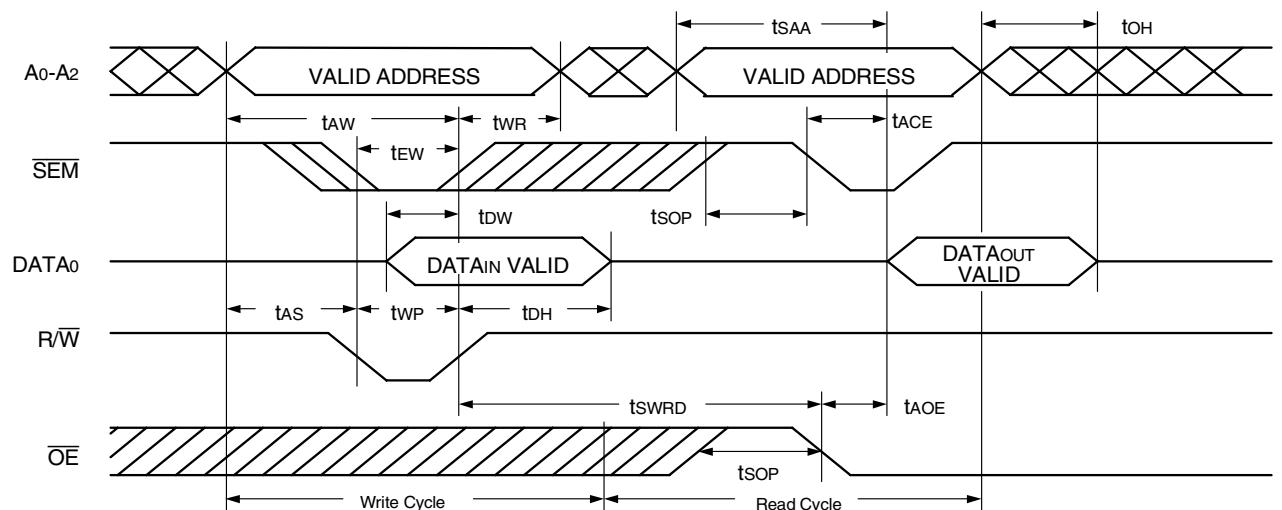 tSAA
tOH
A0-A2
VALID ADDRESS
VALID ADDRESS
tAW
tWR
tACE
tEW
SEM
tDW
tSOP
DATA0
DATAIN VALID
DATAOUT
VALID
tAS
tWP
tDH
R/W
tSWRD
tAOE
OE
tSOP
Write Cycle
Read Cycle